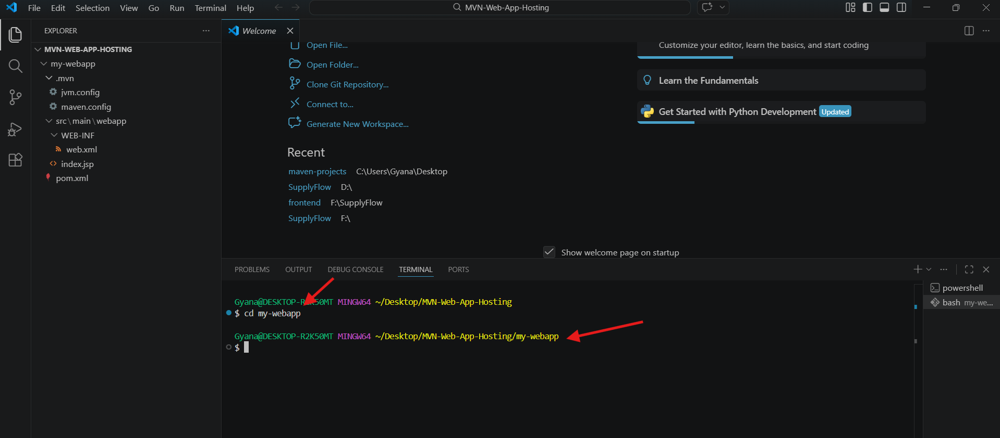 File Edit Selection View Go Run Terminal Help
MVN-Web-App-Hosting
EXPLORER
MVN-WEB-APP-HOSTING
my-webapp
.mvn
jvm.config
maven.config
src\main\webapp
WEB-INF
web.xml
index.jsp
pom.xml
Welcome
Open File...
Open Folder...
Clone Git Repository...
Connect to...
Generate New Workspace...
Recent
maven-projects C:\Users\Gyana\Desktop
SupplyFlow D:\
frontend F:\SupplyFlow
SupplyFlow F:\
Customize your editor, learn the basics, and start coding
Learn the Fundamentals
Get Started with Python Development Updated
Show welcome page on startup
PROBLEMS OUTPUT DEBUG CONSOLE TERMINAL PORTS
Gyana@DESKTOP-R2K50MT MINGW64 ~/Desktop/MVN-Web-App-Hosting
$ cd my-webapp
Gyana@DESKTOP-R2K50MT MINGW64 ~/Desktop/MVN-Web-App-Hosting/my-webapp
$
powershell
bash my-we...